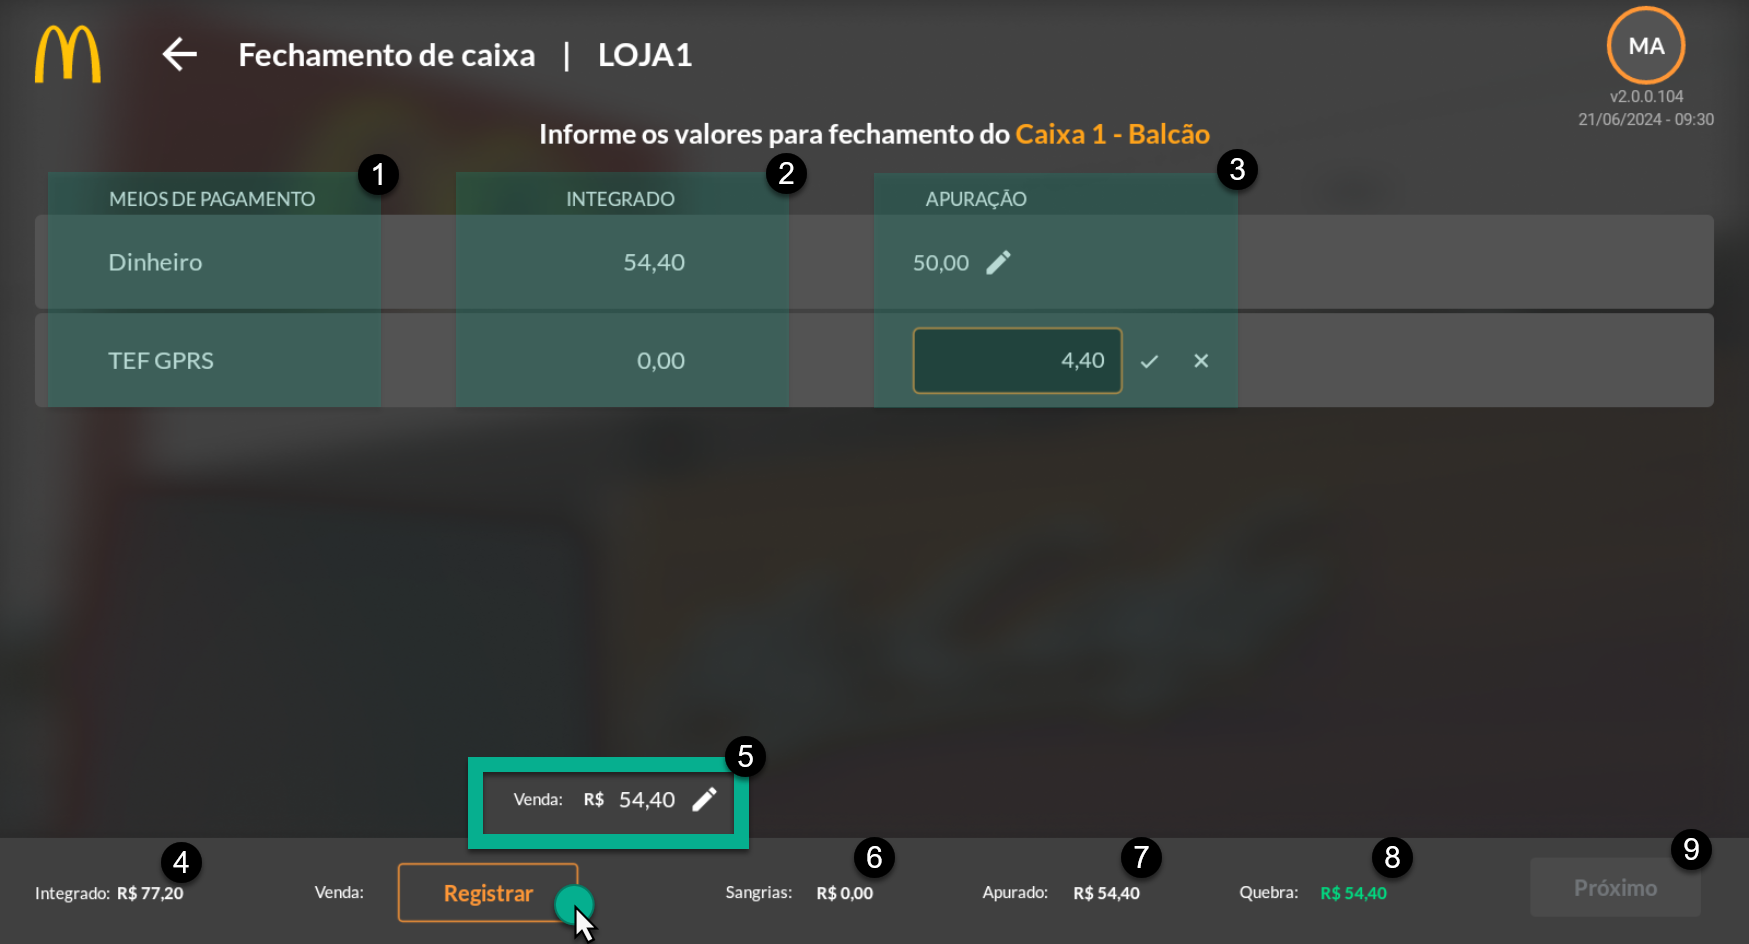 Fechamento de caixa | LOJA1
MA
v2.0.0.104
21/06/2024 - 09:30
Informe os valores para fechamento do Caixa 1 - Balcão
1
2
3
MEIOS DE PAGAMENTO INTEGRADO APURAÇÃO
Dinheiro 54,40 50,00
TEF GPRS 0,00 4,40
5
Venda: R$ 54,40
4
6
7
8
9
Integrado: R$ 77,20 Venda: Registrar Sangrias: R$ 0,00 Apurado: R$ 54,40 Quebra: R$ 54,40 Próximo